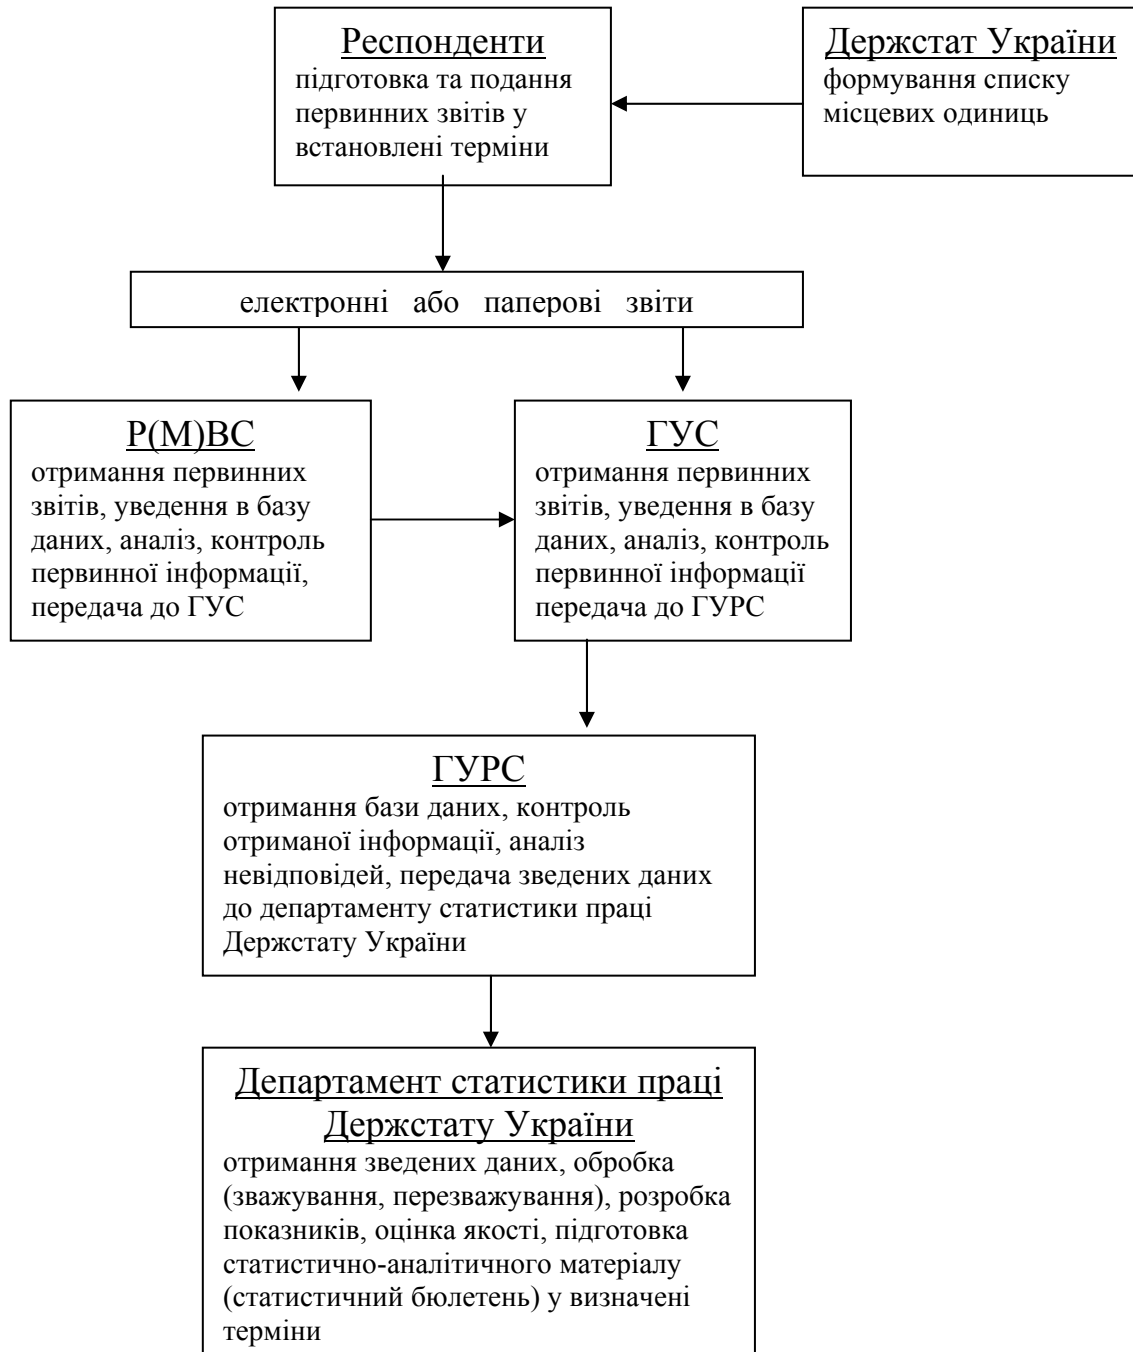 Респонденти
підготовка та подання
первинних звітів у
встановлені терміни
Держстат України
формування списку
місцевих одиниць
електронні або паперові звіти
Р(М)ВС
отримання первинних
звітів, уведення в базу
даних, аналіз, контроль
первинної інформації,
передача до ГУС
ГУС
отримання первинних
звітів, уведення в базу
даних, аналіз, контроль
первинної інформації
передача до ГУРС
ГУРС
отримання бази даних, контроль
отриманої інформації, аналіз
невідповідей, передача зведених даних
до департаменту статистики праці
Держстату України
Департамент статистики праці
Держстату України
отримання зведених даних, обробка
(зважування, перезважування), розробка
показників, оцінка якості, підготовка
статистично-аналітичного матеріалу
(статистичний бюлетень) у визначені
терміни